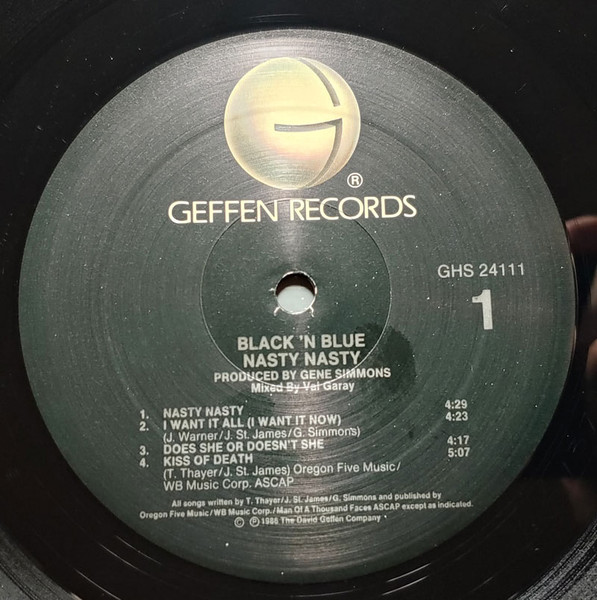 G
®
GEFFEN RECORDS
GHS 24111
1
BLACK 'N BLUE
NASTY NASTY
PRODUCED BY GENE SIMMONS
Mixed By Val Garay
1. NASTY NASTY 4:29
2. I WANT IT ALL (I WANT IT NOW) 4:23
(J. Warner/J. St. James/G. Simmons)
3. DOES SHE OR DOESN'T SHE 4:17
4. KISS OF DEATH 5:07
(T. Thayer/J. St. James) Oregon Five Music/
WB Music Corp. ASCAP
All songs written by T. Thayer/J. St. James/G. Simmons and published by
Oregon Five Music/WB Music Corp./Man Of A Thousand Faces ASCAP except as indicated.
© ℗ 1986 The David Geffen Company